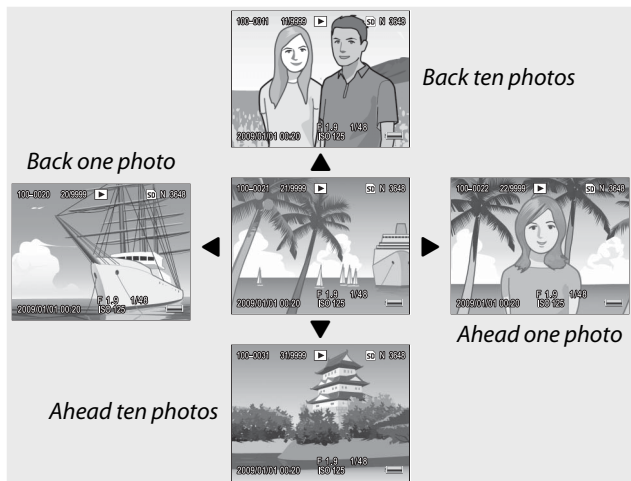 100-0011 11/9999 SD N 3648
2009/01/01 00:20 F 1.9 1/48 ISO 125
Back ten photos
Back one photo
100-0020 20/9999 SD N 3648
2009/01/01 00:20 F 1.9 1/48 ISO 125
100-0021 21/9999 SD N 3648
2009/01/01 00:20 F 1.9 1/48 ISO 125
100-0022 22/9999 SD N 3648
2009/01/01 00:20 F 1.9 1/48 ISO 125
Ahead one photo
100-0031 31/9999 SD N 3648
2009/01/01 00:20 F 1.9 1/48 ISO 125
Ahead ten photos